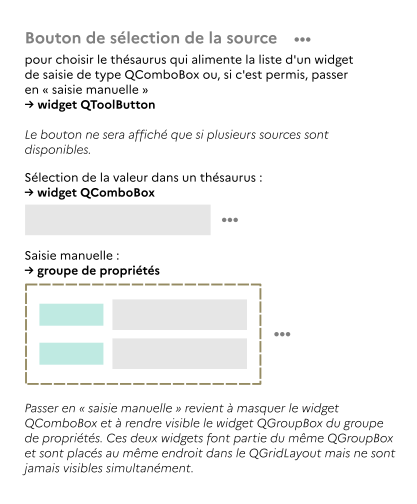 Bouton de sélection de la source •••
pour choisir le thésaurus qui alimente la liste d'un widget
de saisie de type QComboBox ou, si c'est permis, passer
en « saisie manuelle »
→ widget QToolButton
Le bouton ne sera affiché que si plusieurs sources sont
disponibles.
Sélection de la valeur dans un thésaurus :
→ widget QComboBox
•••
Saisie manuelle :
→ groupe de propriétés
•••
Passer en « saisie manuelle » revient à masquer le widget
QComboBox et à rendre visible le widget QGroupBox du groupe
de propriétés. Ces deux widgets font partie du même QGroupBox
et sont placés au même endroit dans le QGridLayout mais ne sont
jamais visibles simultanément.